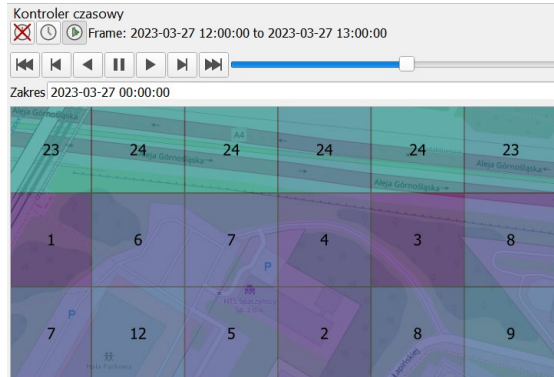 Kontroler czasowy
Frame: 2023-03-27 12:00:00 to 2023-03-27 13:00:00
Zakres 2023-03-27 00:00:00
Aleja Górnośląska
A4
23 24 24 24 24 23
Aleja Górnośląska
Aleja Górnośląska
Aleja Górnośląska
1 6 7 4 3 8
P
P
7 12 5 2 8 9